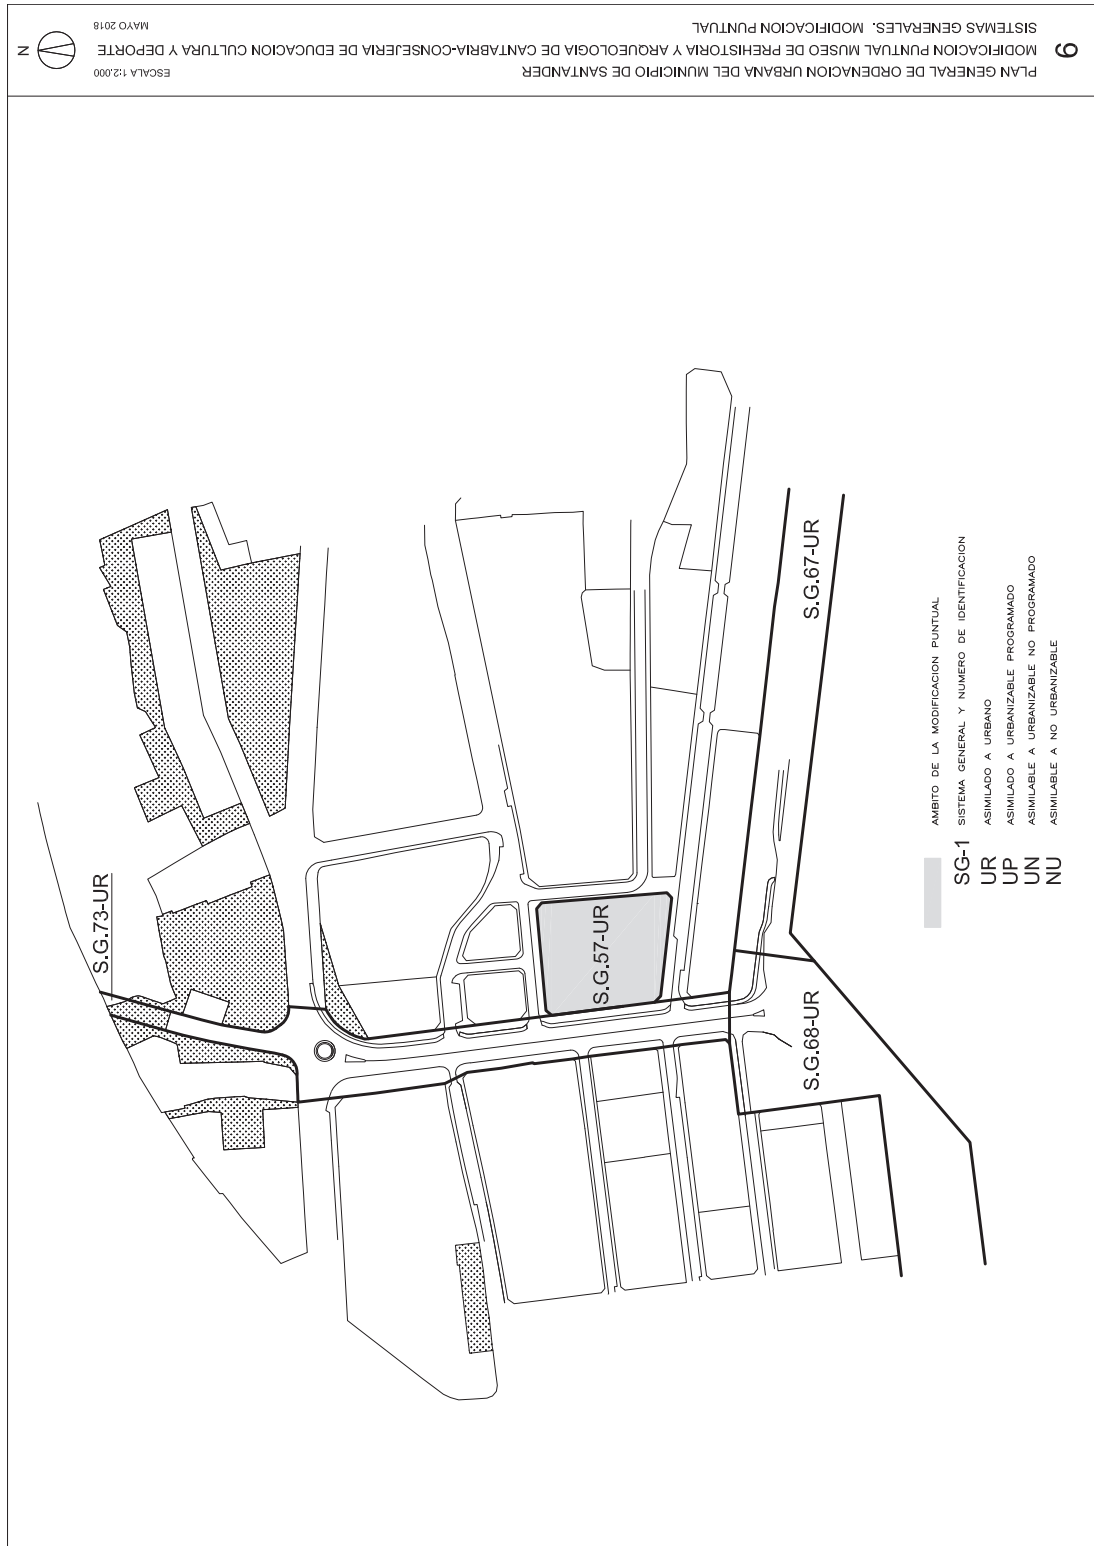 PLAN GENERAL DE ORDENACION URBANA DEL MUNICIPIO DE SANTANDER
MODIFICACION PUNTUAL MUSEO DE PREHISTORIA Y ARQUEOLOGIA DE CANTABRIA-CONSEJERIA DE EDUCACION CULTURA Y DEPORTE
SISTEMAS GENERALES. MODIFICACION PUNTUAL
ESCALA 1:2.000
MAYO 2018
N
9
S.G.73-UR
S.G.57-UR
S.G.67-UR
S.G.68-UR
AMBITO DE LA MODIFICACION PUNTUAL
SG-1 SISTEMA GENERAL Y NUMERO DE IDENTIFICACION
UR ASIMILADO A URBANO
UP ASIMILADO A URBANIZABLE PROGRAMADO
UN ASIMILABLE A URBANIZABLE NO PROGRAMADO
NU ASIMILABLE A NO URBANIZABLE